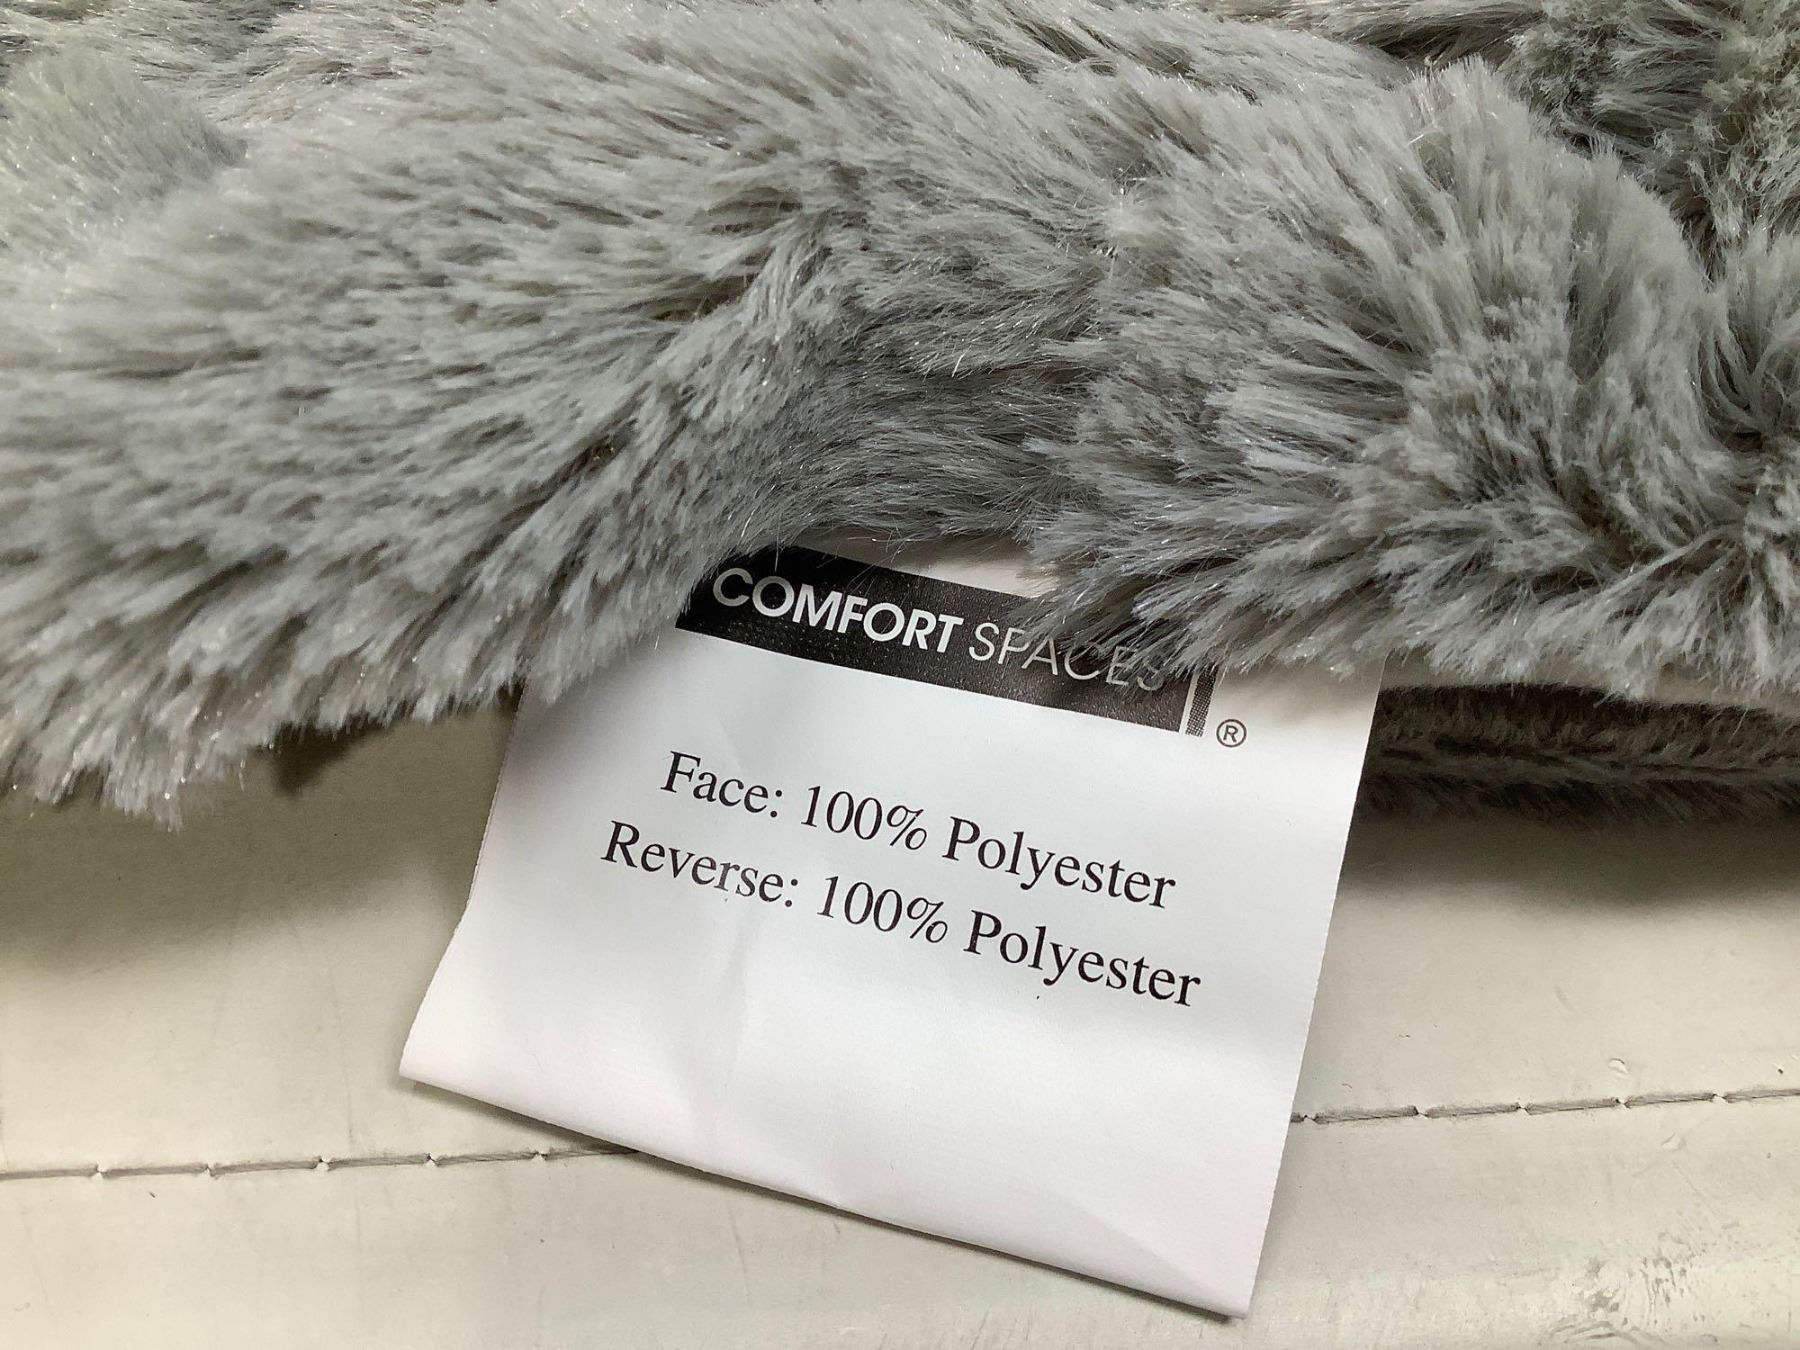 COMFORT SPACES
®
Face: 100% Polyester
Reverse: 100% Polyester